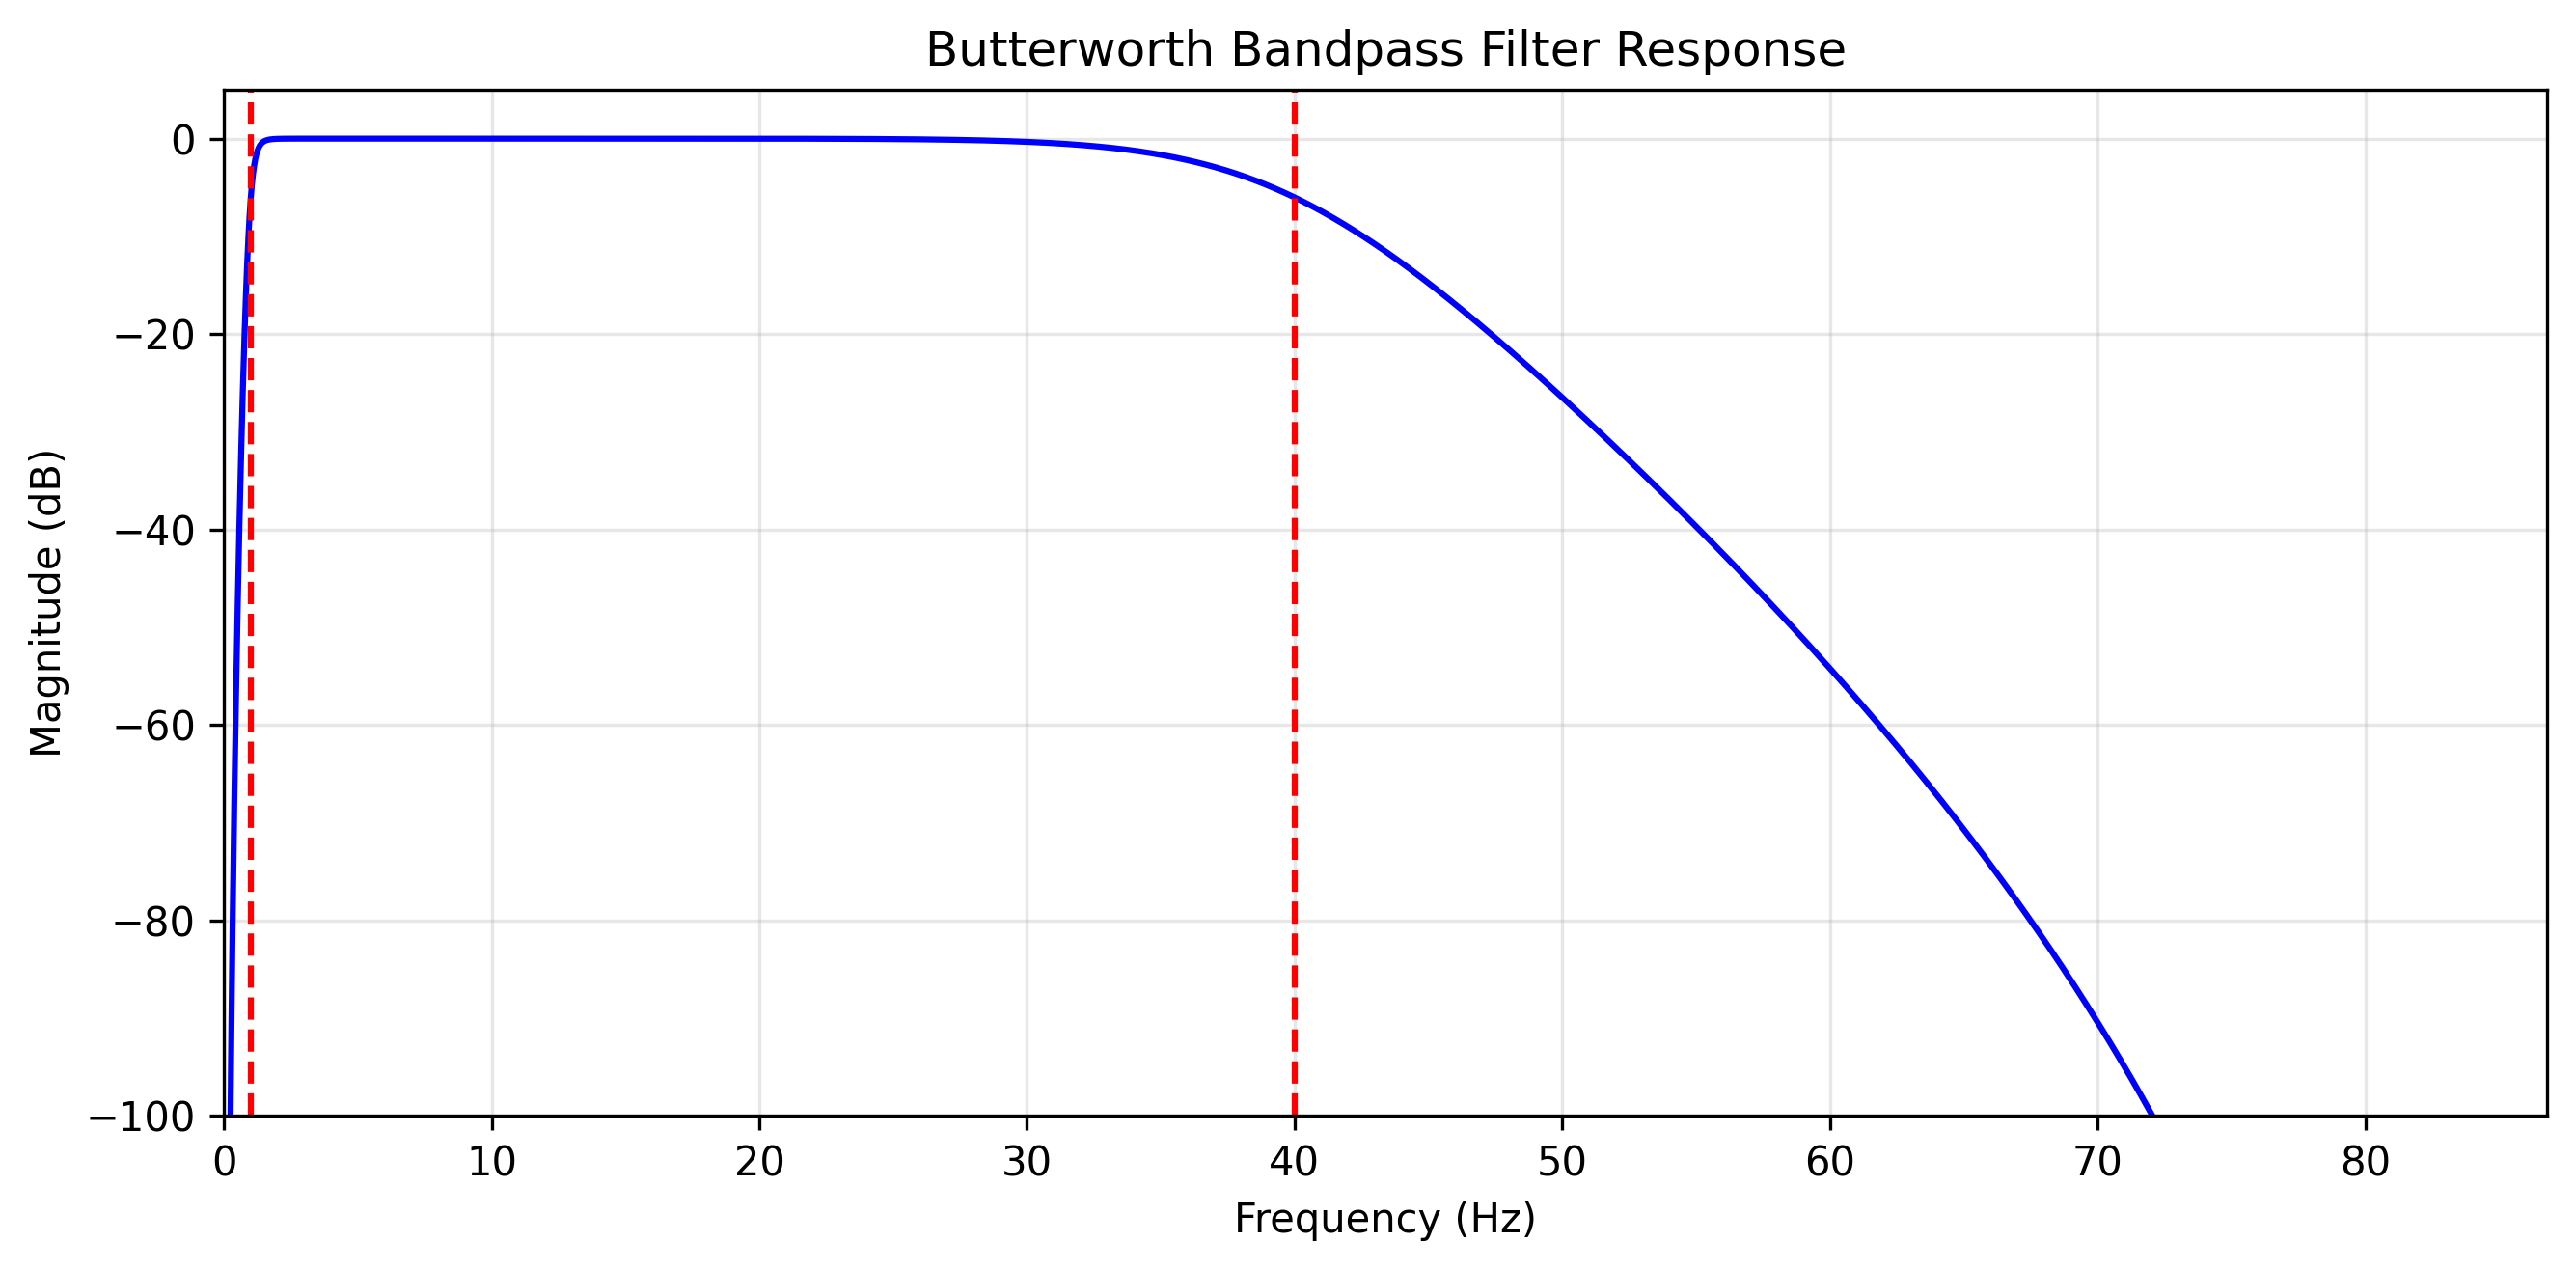 Butterworth Bandpass Filter Response
Magnitude (dB)
0
−20
−40
−60
−80
−100
0 10 20 30 40 50 60 70 80
Frequency (Hz)